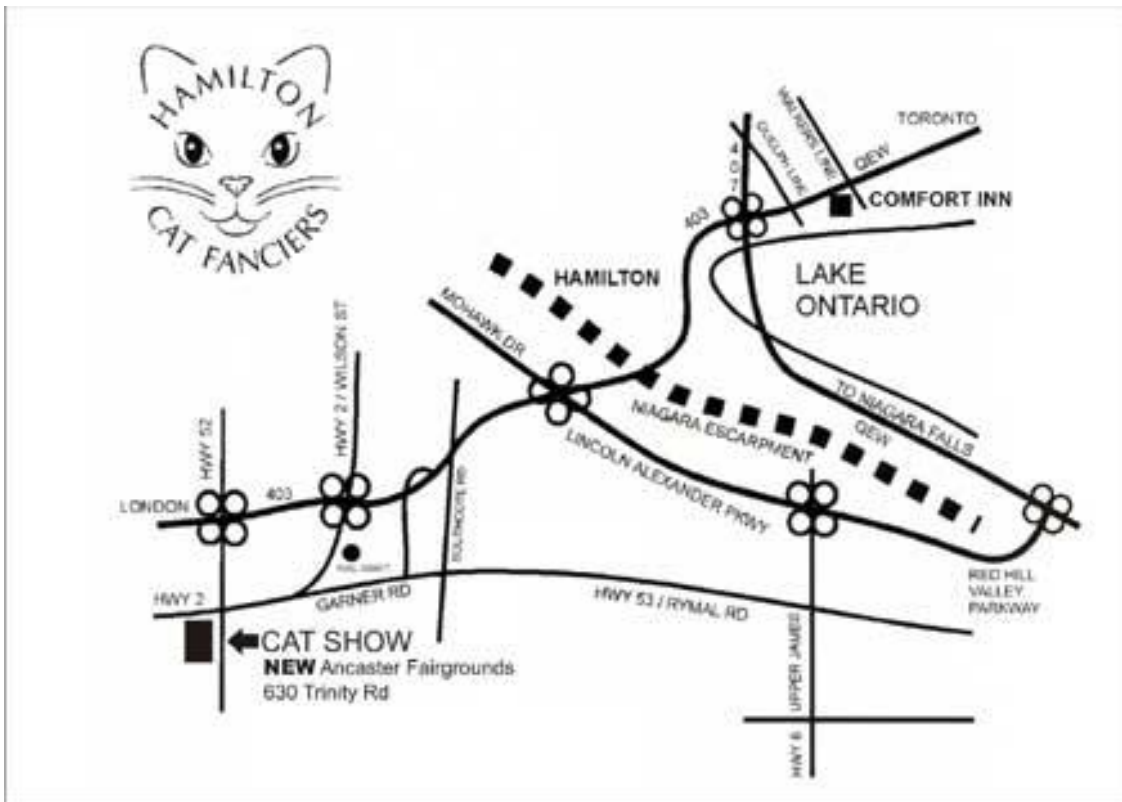 HAMILTON
CAT FANCIERS
TORONTO
WALKERS LINE
GUELPH LINE
QEW
407
403
COMFORT INN
HAMILTON
LAKE
ONTARIO
MOHAWK DR
HWY 2 / WILSON ST
HWY 52
NIAGARA ESCARPMENT
TO NIAGARA FALLS
QEW
LINCOLN ALEXANDER PKWY
LONDON
403
SOUTHCOTE RD
RED HILL
VALLEY
PARKWAY
HWY 2
GARNER RD
HWY 53 / RYMAL RD
CAT SHOW
NEW Ancaster Fairgrounds
630 Trinity Rd
HWY 6 UPPER JAMES